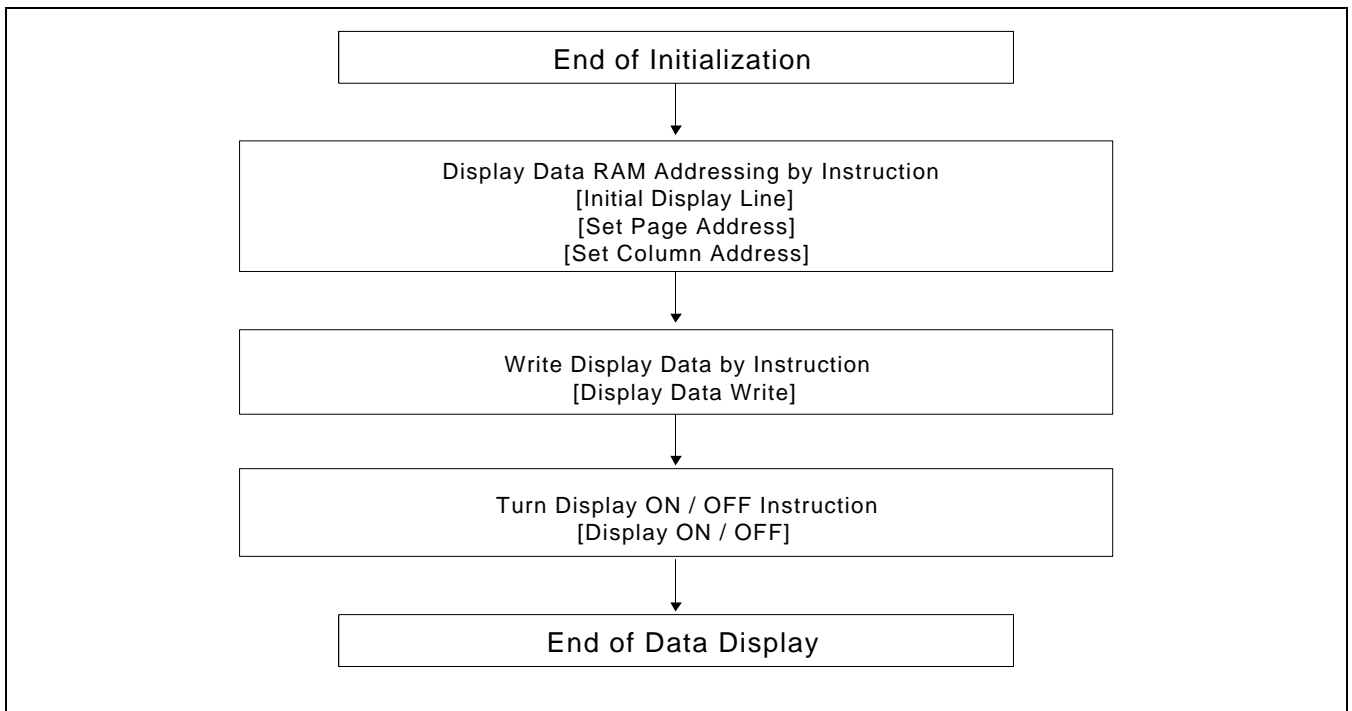 End of Initialization
Display Data RAM Addressing by Instruction
[Initial Display Line]
[Set Page Address]
[Set Column Address]
Write Display Data by Instruction
[Display Data Write]
Turn Display ON / OFF Instruction
[Display ON / OFF]
End of Data Display